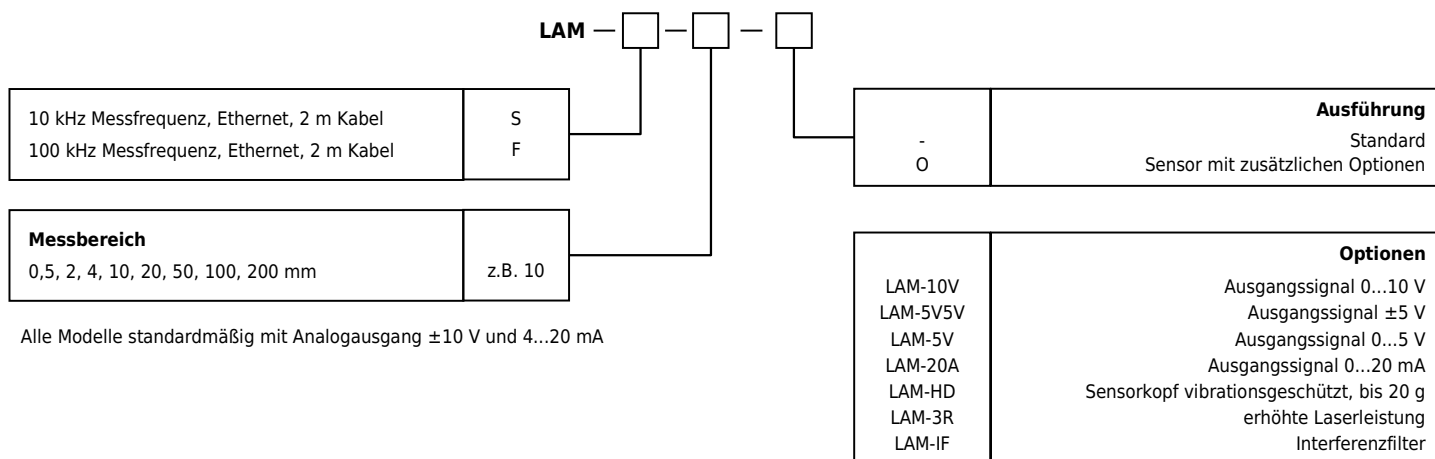 LAM — — —
10 kHz Messfrequenz, Ethernet, 2 m Kabel S
100 kHz Messfrequenz, Ethernet, 2 m Kabel F
Messbereich
0,5, 2, 4, 10, 20, 50, 100, 200 mm z.B. 10
Alle Modelle standardmäßig mit Analogausgang ±10 V und 4...20 mA
Ausführung
- Standard
O Sensor mit zusätzlichen Optionen
Optionen
LAM-10V Ausgangssignal 0...10 V
LAM-5V5V Ausgangssignal ±5 V
LAM-5V Ausgangssignal 0...5 V
LAM-20A Ausgangssignal 0...20 mA
LAM-HD Sensorkopf vibrationsgeschützt, bis 20 g
LAM-3R erhöhte Laserleistung
LAM-IF Interferenzfilter